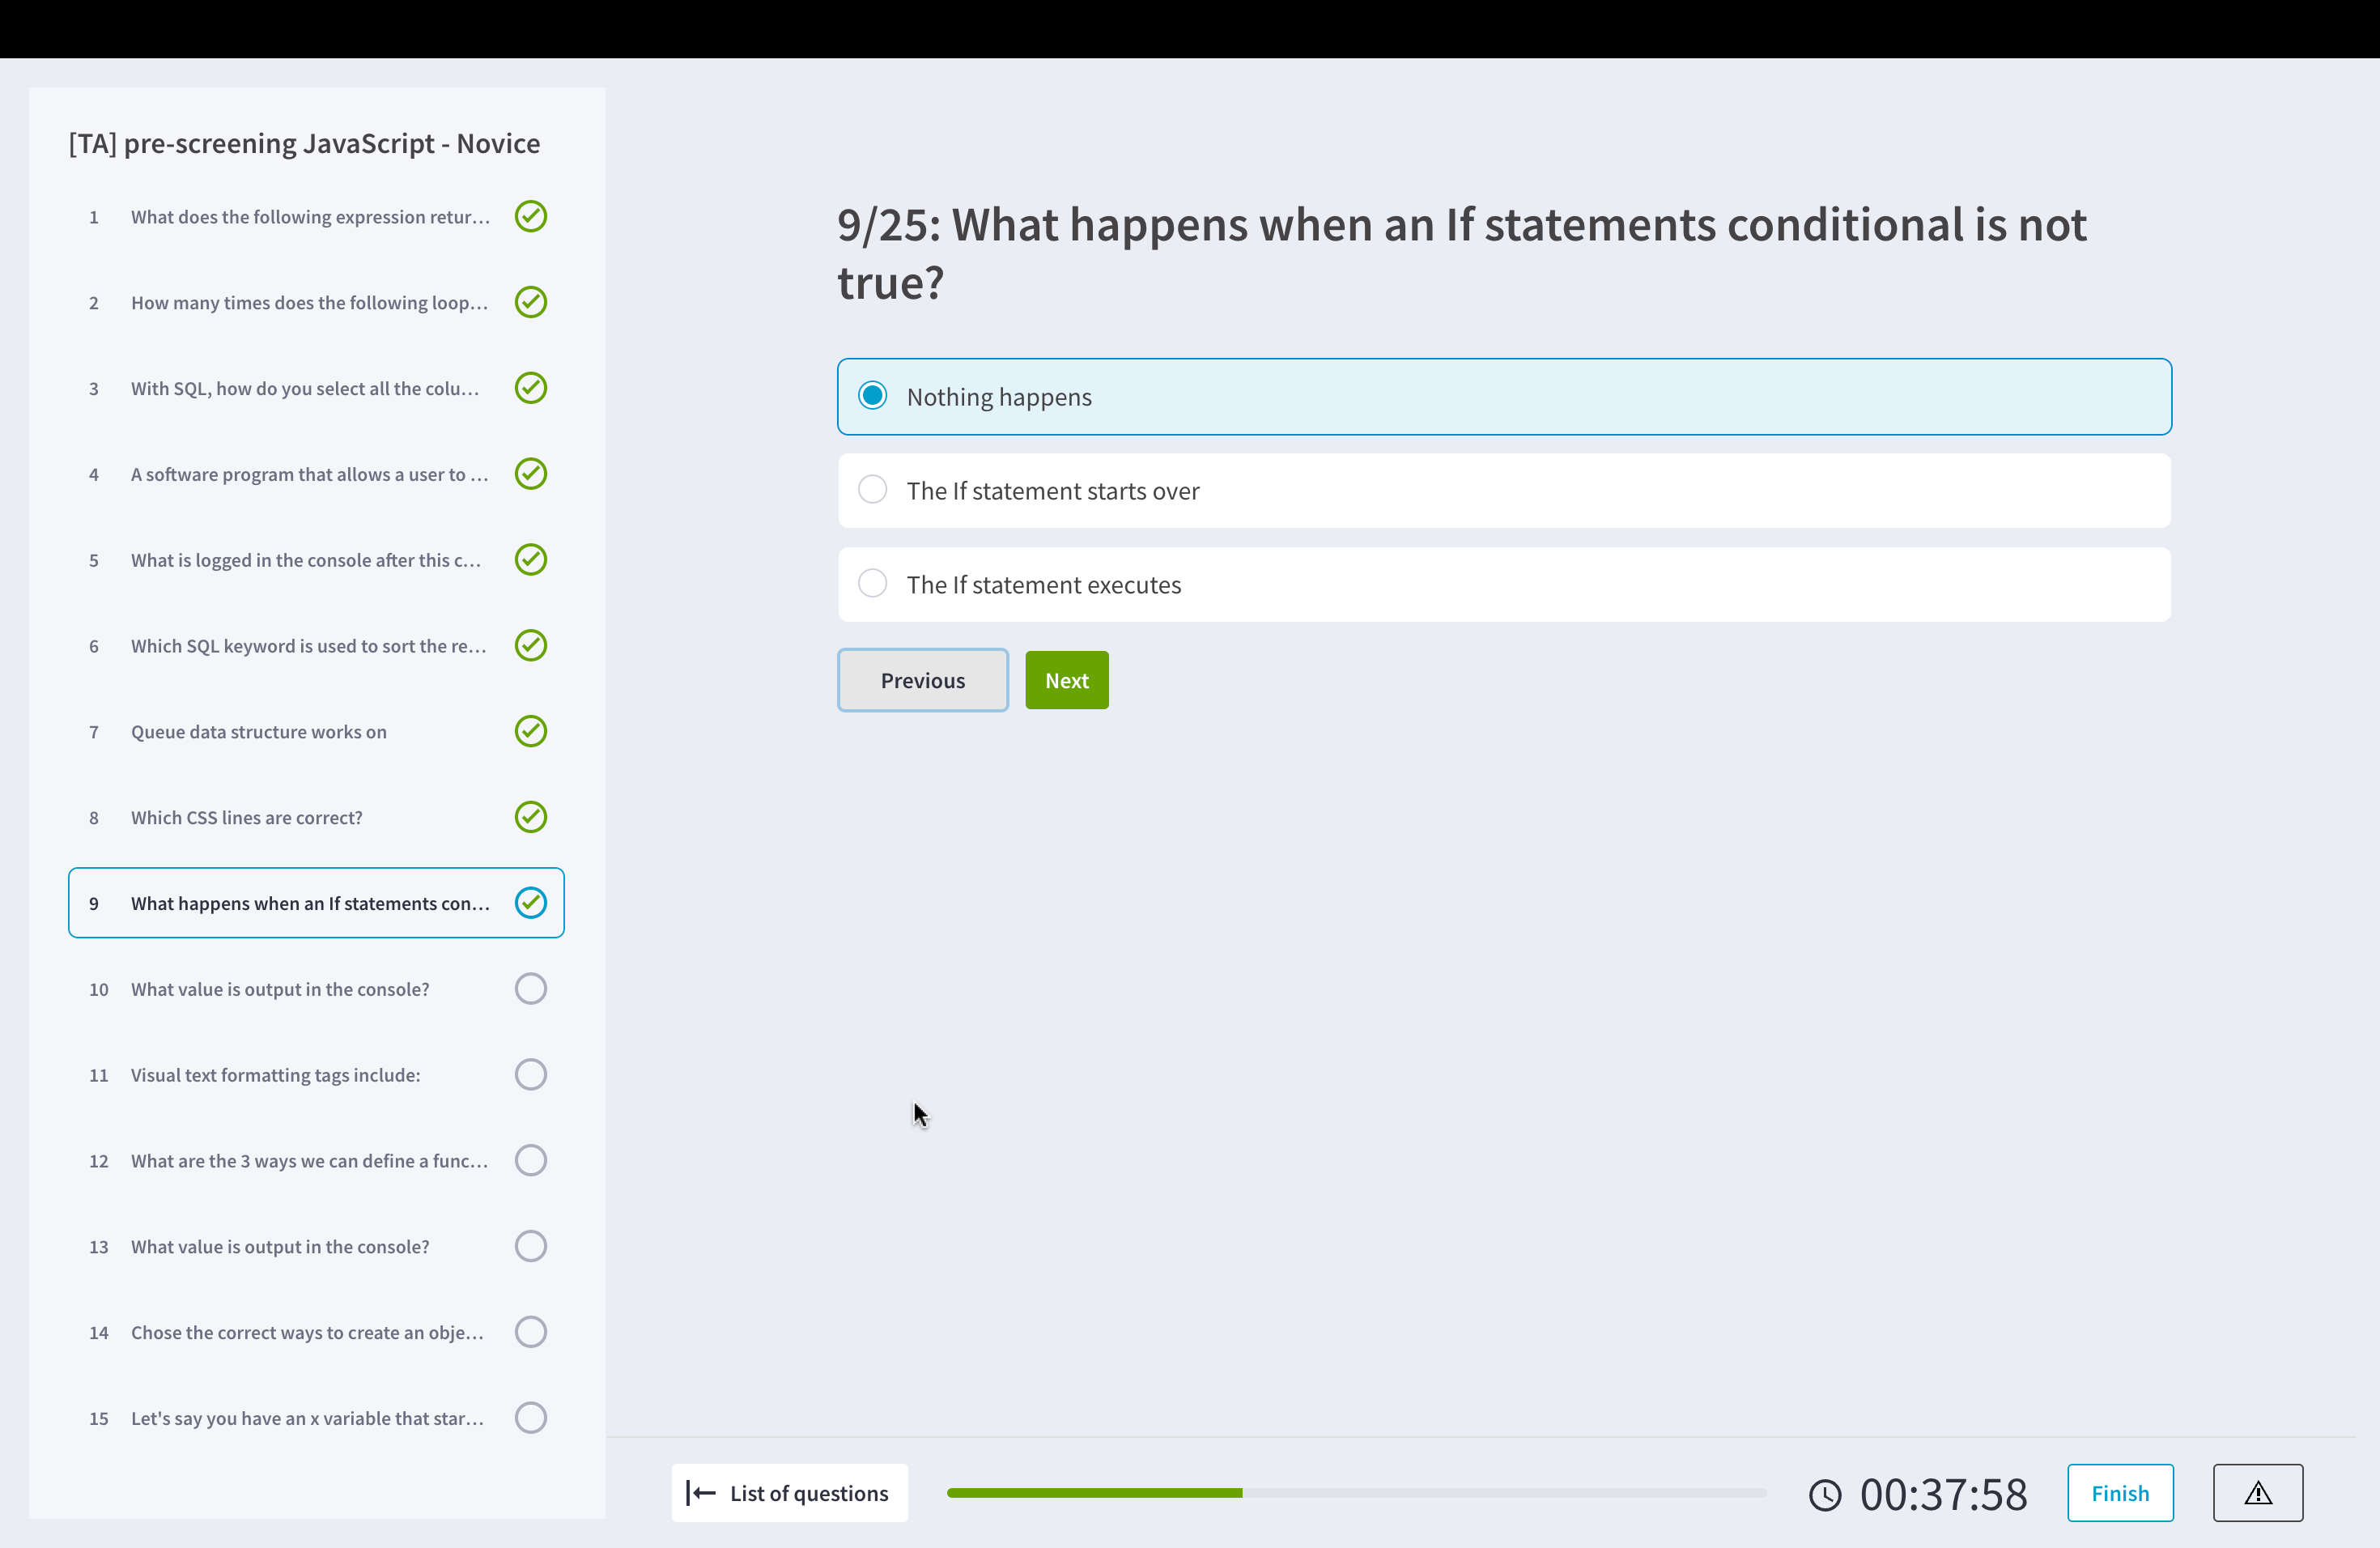 [TA] pre-screening JavaScript - Novice
1 What does the following expression retur...
2 How many times does the following loop...
3 With SQL, how do you select all the colu...
4 A software program that allows a user to ...
5 What is logged in the console after this c...
6 Which SQL keyword is used to sort the re...
7 Queue data structure works on
8 Which CSS lines are correct?
9 What happens when an If statements con...
10 What value is output in the console?
11 Visual text formatting tags include:
12 What are the 3 ways we can define a func...
13 What value is output in the console?
14 Chose the correct ways to create an obje...
15 Let's say you have an x variable that star...
9/25: What happens when an If statements conditional is not
true?
Nothing happens
The If statement starts over
The If statement executes
Previous Next
List of questions 00:37:58 Finish